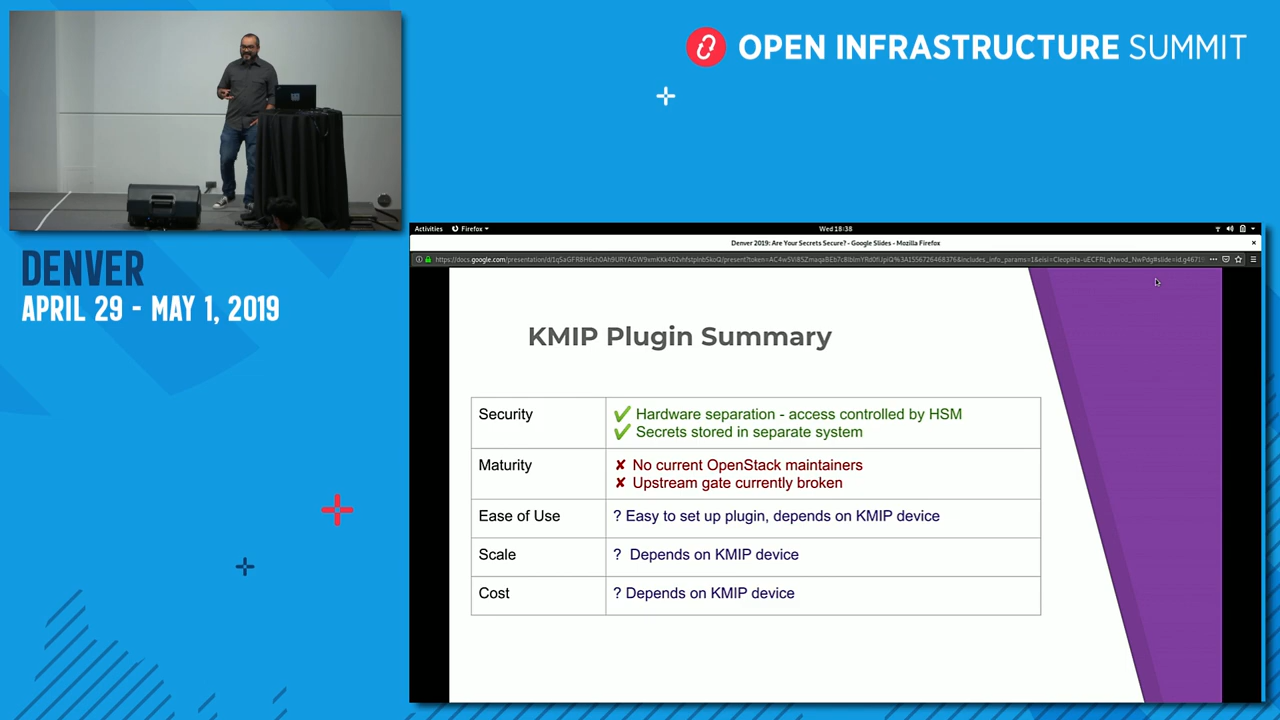 OPEN INFRASTRUCTURE SUMMIT
DENVER
APRIL 29 - MAY 1, 2019
Activities
Firefox
Wed 18:38
Denver 2019: Are Your Secrets Secure? - Google Slides - Mozilla Firefox
KMIP Plugin Summary
Security
✔ Hardware separation - access controlled by HSM
✔ Secrets stored in separate system
Maturity
✘ No current OpenStack maintainers
✘ Upstream gate currently broken
Ease of Use
? Easy to set up plugin, depends on KMIP device
Scale
? Depends on KMIP device
Cost
? Depends on KMIP device